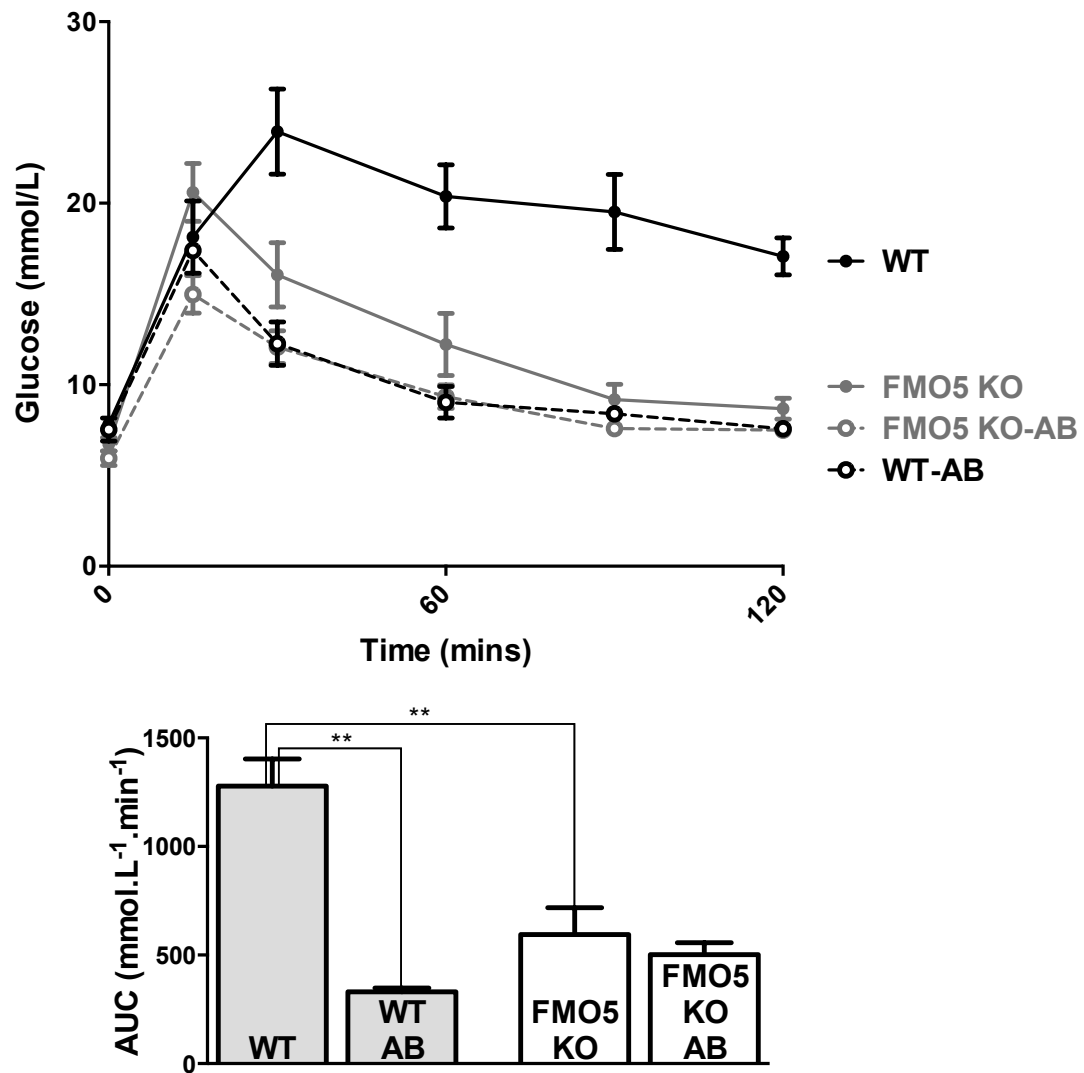 30
20
10
0
Glucose (mmol/L)
0
60
120
Time (mins)
WT
FMO5 KO
FMO5 KO-AB
WT-AB
**
**
1500
1000
500
0
AUC (mmol.L⁻¹.min⁻¹)
WT
WT
AB
FMO5
KO
FMO5
KO
AB